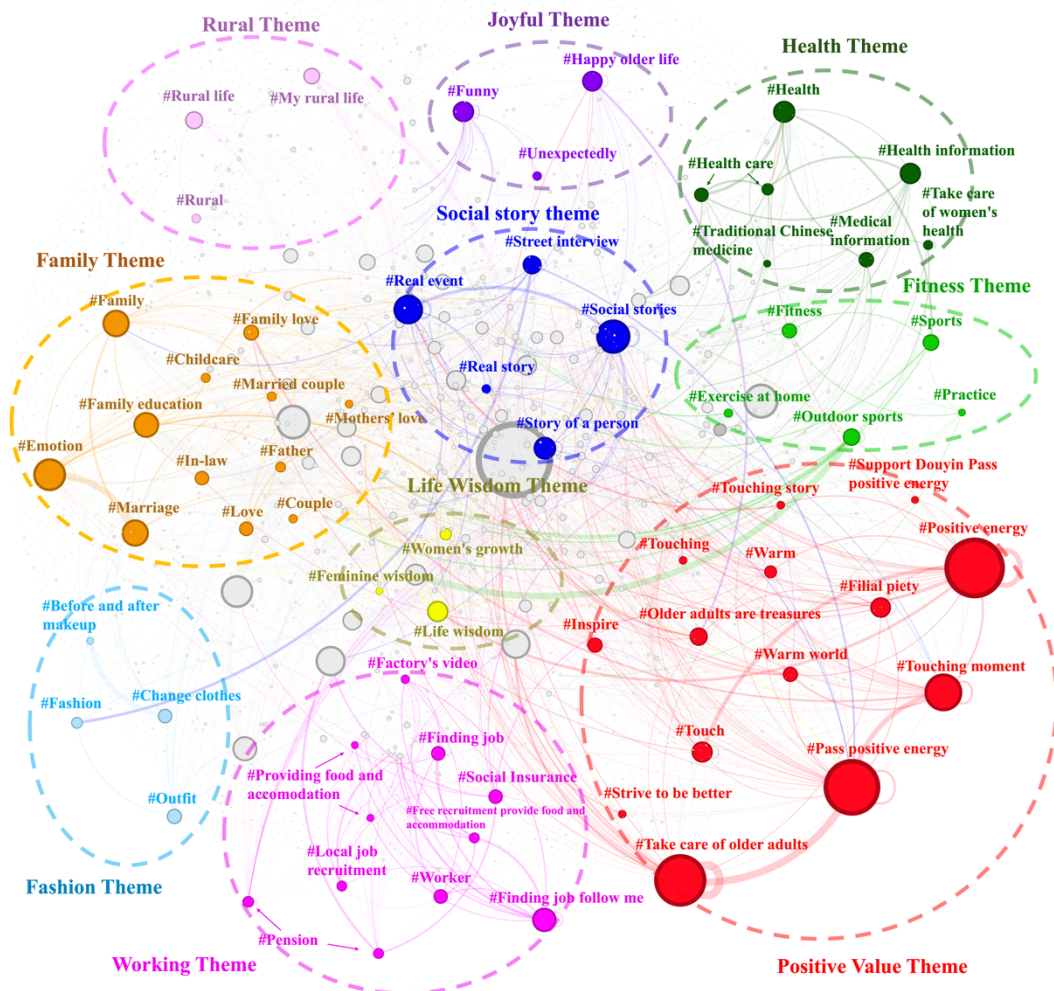 Rural Theme
#Rural life
#My rural life
#Rural
Joyful Theme
#Happy older life
#Funny
#Unexpectedly
Health Theme
#Health
#Health information
#Health care
#Take care
of women's
health
#Traditional Chinese
medicine
#Medical
information
Social story theme
#Street interview
#Real event
#Social stories
#Real story
#Story of a person
Family Theme
#Family
#Family love
#Childcare
#Married couple
#Family education
#Mothers' love
#Emotion
#In-law
#Father
#Marriage
#Love
#Couple
Fitness Theme
#Fitness
#Sports
#Exercise at home
#Practice
#Outdoor sports
Life Wisdom Theme
#Women's growth
#Feminine wisdom
#Life wisdom
#Support Douyin Pass
positive energy
#Touching story
#Positive energy
#Touching
#Warm
#Filial piety
#Older adults are treasures
#Inspire
#Warm world
#Touching moment
#Touch
#Pass positive energy
#Strive to be better
#Take care of older adults
Positive Value Theme
#Before and after
makeup
#Fashion
#Change clothes
#Outfit
Fashion Theme
#Factory's video
#Finding job
#Providing food and
accomodation
#Social Insurance
#Free recruitment provide food and
accommodation
#Local job
recruitment
#Worker
#Finding job follow me
#Pension
Working Theme